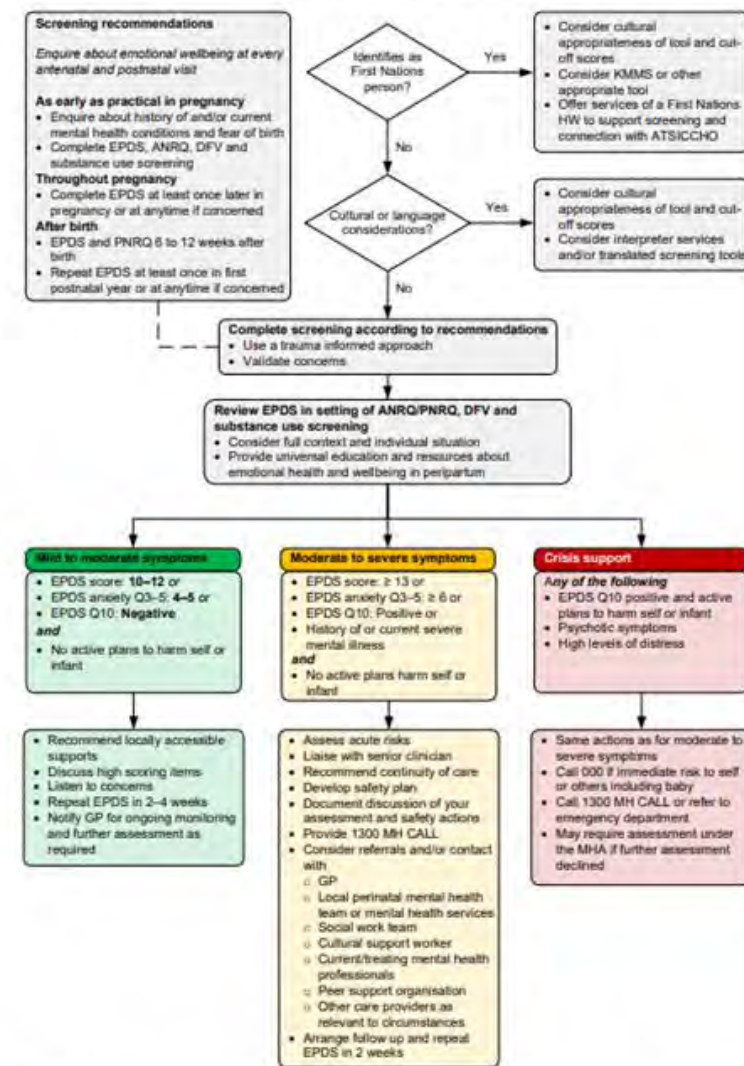 Screening recommendations
Enquire about emotional wellbeing at every
antenatal and postnatal visit
As early as practical in pregnancy
• Enquire about history of and/or current
mental health conditions and fear of birth
• Complete EPDS, ANRQ, DFV and
substance use screening
Throughout pregnancy
• Complete EPDS at least once later in
pregnancy or at anytime if concerned
After birth
• EPDS and PNRQ 6 to 12 weeks after
birth
• Repeat EPDS at least once in first
postnatal year or at anytime if concerned
Identifies as
First Nations
person?
Yes
• Consider cultural
appropriateness of tool and cut-
off scores
• Consider KMMS or other
appropriate tool
• Offer services of a First Nations
HW to support screening and
connection with ATSICCHO
No
Cultural or language
considerations?
Yes
• Consider cultural
appropriateness of tool and cut-
off scores
• Consider interpreter services
and/or translated screening tools
No
Complete screening according to recommendations
• Use a trauma informed approach
• Validate concerns
Review EPDS in setting of ANRQ/PNRQ, DFV and
substance use screening
• Consider full context and individual situation
• Provide universal education and resources about
emotional health and wellbeing in peripartum
Mild to moderate symptoms
• EPDS score: 10–12 or
• EPDS anxiety Q3–5: 4–5 or
• EPDS Q10: Negative
and
• No active plans to harm self or
infant
• Recommend locally accessible
supports
• Discuss high scoring items
• Listen to concerns
• Repeat EPDS in 2–4 weeks
• Notify GP for ongoing monitoring
and further assessment as
required
Moderate to severe symptoms
• EPDS score: ≥ 13 or
• EPDS anxiety Q3–5: ≥ 6 or
• EPDS Q10: Positive or
• History of or current severe
mental illness
and
• No active plans harm self or
infant
• Assess acute risks
• Liaise with senior clinician
• Recommend continuity of care
• Develop safety plan
• Document discussion of your
assessment and safety actions
• Provide 1300 MH CALL
• Consider referrals and/or contact
with
o GP
o Local perinatal mental health
team or mental health services
o Social work team
o Cultural support worker
o Current/treating mental health
professionals
o Peer support organisation
o Other care providers as
relevant to circumstances
• Arrange follow up and repeat
EPDS in 2 weeks
Crisis support
Any of the following
• EPDS Q10 positive and active
plans to harm self or infant
• Psychotic symptoms
• High levels of distress
• Same actions as for moderate to
severe symptoms
• Call 000 if immediate risk to self
or others including baby
• Call 1300 MH CALL or refer to
emergency department
• May require assessment under
the MHA if further assessment
declined